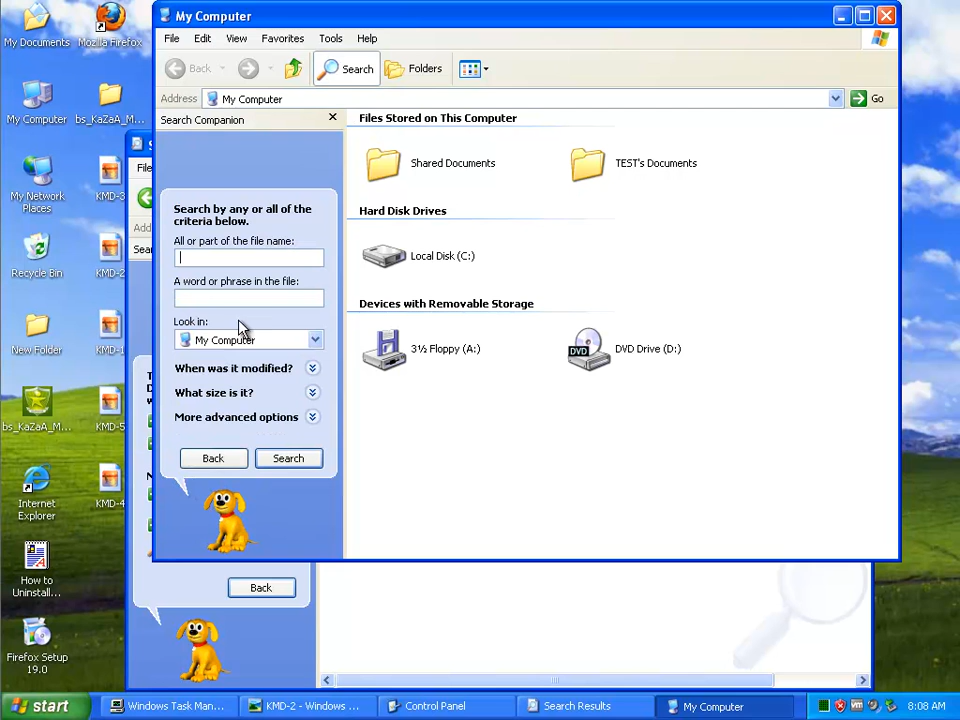 My Documents
Mozilla Firefox
My Computer
bs_KaZaA_M...
My Network
Places
KMD-3
Recycle Bin
KMD-2
New Folder
KMD-1
bs_KaZaA_M...
KMD-5
Internet
Explorer
KMD-4
How to
Uninstall...
Firefox Setup
19.0
My Computer
File Edit View Favorites Tools Help
Back Search Folders
Address My Computer Go
Search Companion
Search by any or all of the
criteria below.
All or part of the file name:
A word or phrase in the file:
Look in:
My Computer
When was it modified?
What size is it?
More advanced options
Back Search
Files Stored on This Computer
Shared Documents TEST's Documents
Hard Disk Drives
Local Disk (C:)
Devices with Removable Storage
3½ Floppy (A:) DVD DVD Drive (D:)
File
Back
start Windows Task Man... KMD-2 - Windows ... Control Panel Search Results My Computer 8:08 AM